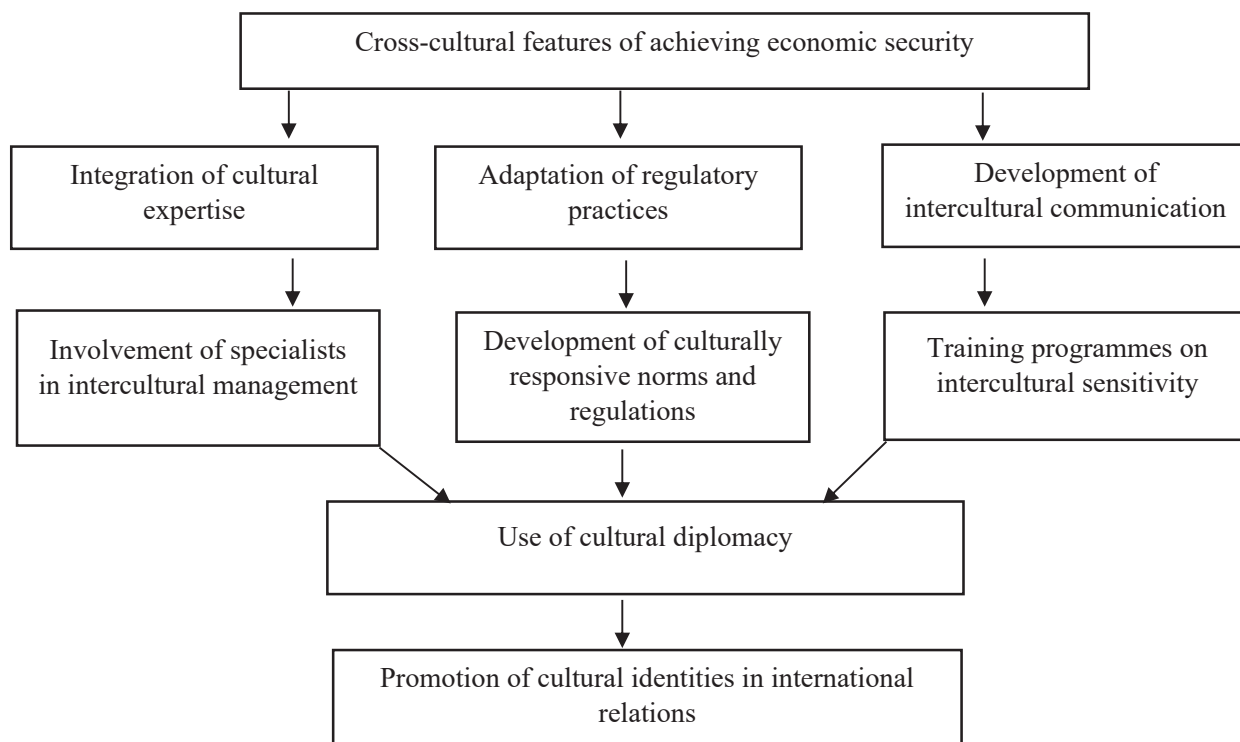 Cross-cultural features of achieving economic security
Integration of cultural
expertise
Adaptation of regulatory
practices
Development of
intercultural communication
Involvement of specialists
in intercultural management
Development of culturally
responsive norms and
regulations
Training programmes on
intercultural sensitivity
Use of cultural diplomacy
Promotion of cultural identities in international
relations